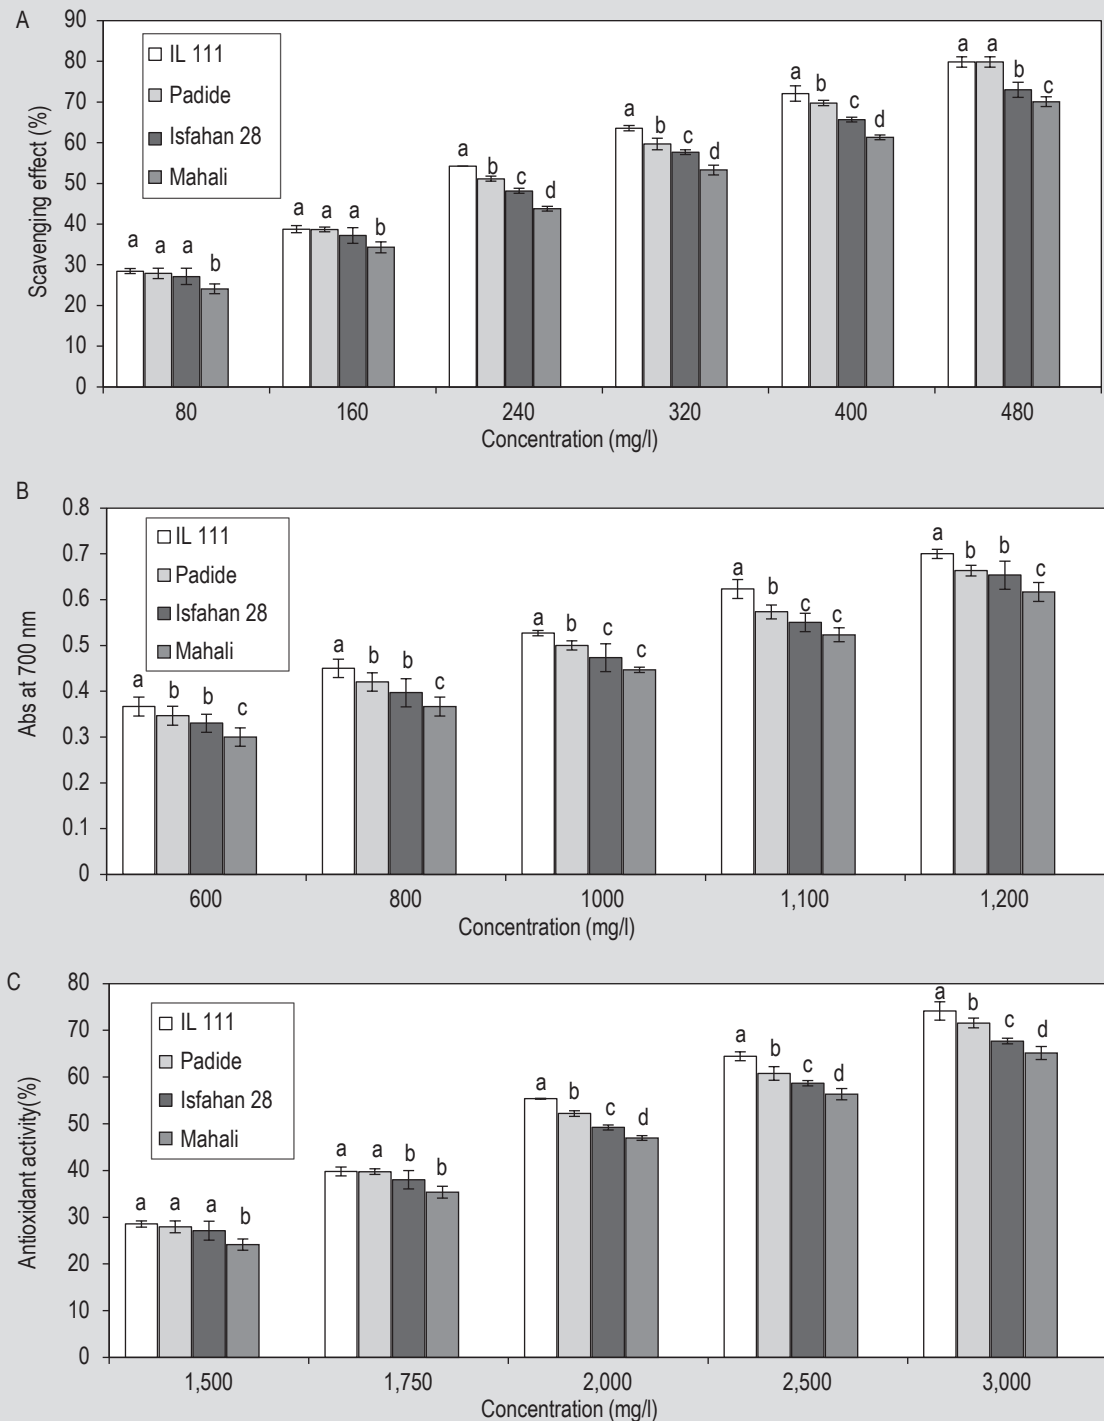 A
90
80
70
60
50
40
30
20
10
0
Scavenging effect (%)
IL 111
Padide
Isfahan 28
Mahali
a a a b
a a a b
a b c d
a b c d
a b c d
a a b c
80 160 240 320 400 480
Concentration (mg/l)
B
0.8
0.7
0.6
0.5
0.4
0.3
0.2
0.1
0
Abs at 700 nm
IL 111
Padide
Isfahan 28
Mahali
a b b c
a b b c
a b c c
a b c c
a b b c
600 800 1000 1,100 1,200
Concentration (mg/l)
C
80
70
60
50
40
30
20
10
0
Antioxidant activity(%)
IL 111
Padide
Isfahan 28
Mahali
a a a b
a a b b
a b c d
a b c d
a b c d
1,500 1,750 2,000 2,500 3,000
Concentration (mg/l)